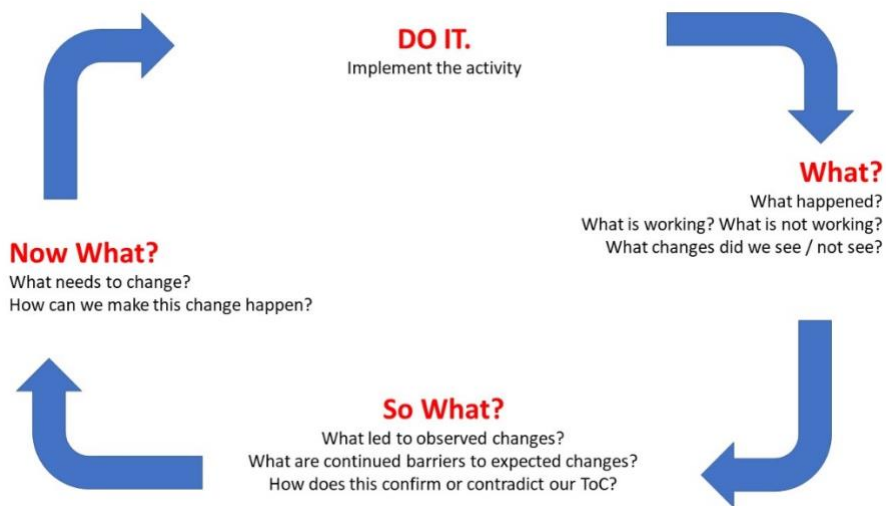 DO IT.
Implement the activity
What?
What happened?
What is working? What is not working?
What changes did we see / not see?
So What?
What led to observed changes?
What are continued barriers to expected changes?
How does this confirm or contradict our ToC?
Now What?
What needs to change?
How can we make this change happen?